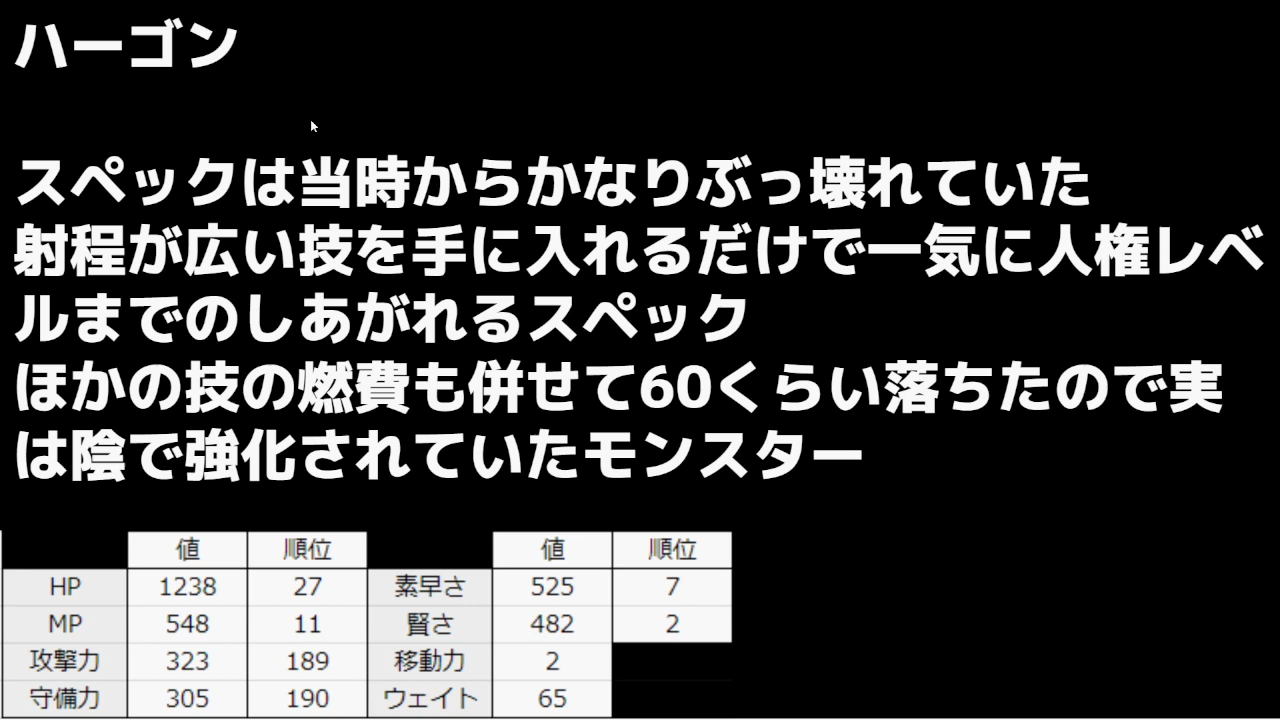 ハーゴン
スペックは当時からかなりぶっ壊れていた
射程が広い技を手に入れるだけで一気に人権レベ
ルまでのしあがれるスペック
ほかの技の燃費も併せて60くらい落ちたので実
は陰で強化されていたモンスター
値 順位 値 順位
HP 1238 27 素早さ 525 7
MP 548 11 賢さ 482 2
攻撃力 323 189 移動力 2
守備力 305 190 ウェイト 65